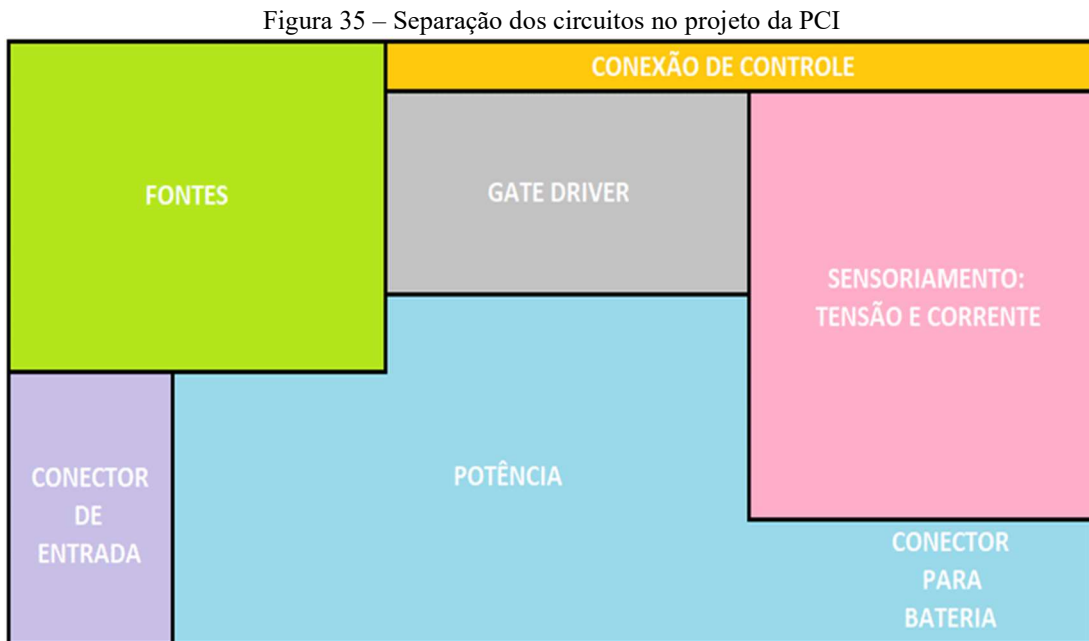 Figura 35 – Separação dos circuitos no projeto da PCI
CONEXÃO DE CONTROLE
FONTES
GATE DRIVER
SENSORIAMENTO:
TENSÃO E CORRENTE
CONECTOR
DE
ENTRADA
POTÊNCIA
CONECTOR
PARA
BATERIA